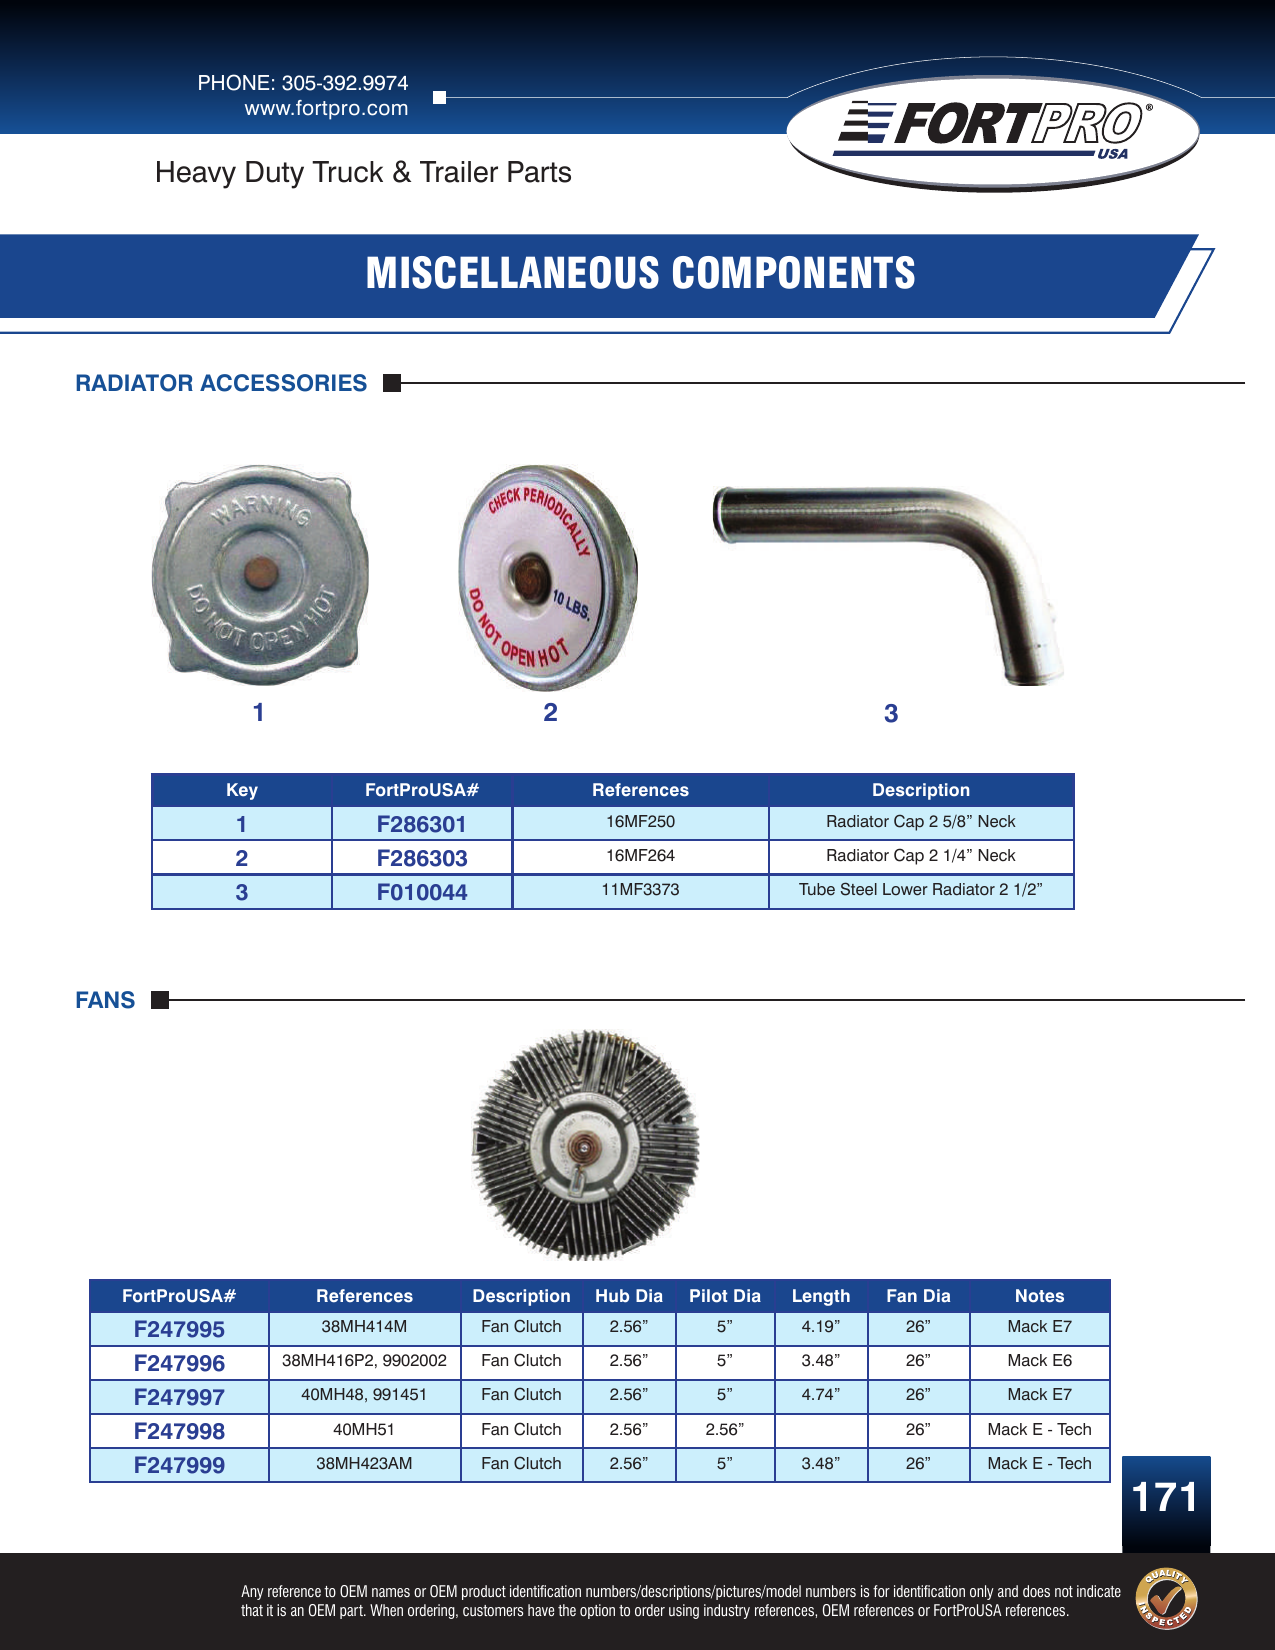 PHONE: 305-392.9974
www.fortpro.com
FORTPRO®
USA
Heavy Duty Truck & Trailer Parts
MISCELLANEOUS COMPONENTS
RADIATOR ACCESSORIES
WARNING
DO NOT OPEN HOT
CHECK PERIODICALLY
10 LBS.
DO NOT OPEN HOT
1 2 3
Key FortProUSA# References Description
1 F286301 16MF250 Radiator Cap 2 5/8” Neck
2 F286303 16MF264 Radiator Cap 2 1/4” Neck
3 F010044 11MF3373 Tube Steel Lower Radiator 2 1/2”
FANS
FortProUSA# References Description Hub Dia Pilot Dia Length Fan Dia Notes
F247995 38MH414M Fan Clutch 2.56” 5” 4.19” 26” Mack E7
F247996 38MH416P2, 9902002 Fan Clutch 2.56” 5” 3.48” 26” Mack E6
F247997 40MH48, 991451 Fan Clutch 2.56” 5” 4.74” 26” Mack E7
F247998 40MH51 Fan Clutch 2.56” 2.56” 26” Mack E - Tech
F247999 38MH423AM Fan Clutch 2.56” 5” 3.48” 26” Mack E - Tech
171
Any reference to OEM names or OEM product identification numbers/descriptions/pictures/model numbers is for identification only and does not indicate
that it is an OEM part. When ordering, customers have the option to order using industry references, OEM references or FortProUSA references.
QUALITY
INSPECTED